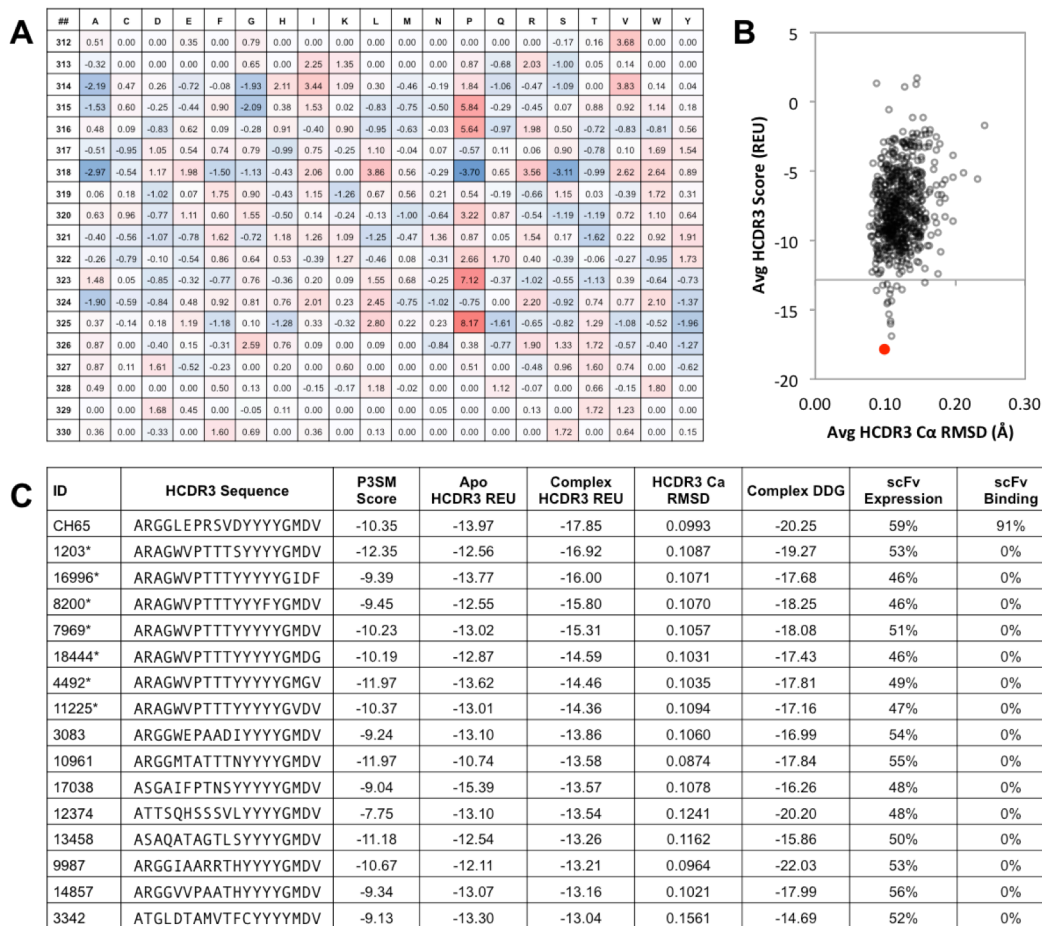 A
## A C D E F G H I K L M N P Q R S T V W Y
312 0.51 0.00 0.00 0.35 0.00 0.79 0.00 0.00 0.00 0.00 0.00 0.00 0.00 0.00 0.00 -0.17 0.16 3.68 0.00 0.00
313 -0.32 0.00 0.00 0.00 0.00 0.65 0.00 2.25 1.35 0.00 0.00 0.00 0.87 -0.68 2.03 -1.00 0.05 0.14 0.00 0.00
314 -2.19 0.47 0.26 -0.72 -0.08 -1.93 2.11 3.44 1.09 0.30 -0.46 -0.19 1.84 -1.06 -0.47 -1.09 0.00 3.83 0.14 0.04
315 -1.53 0.60 -0.25 -0.44 0.90 -2.09 0.38 1.53 0.02 -0.83 -0.75 -0.50 5.84 -0.29 -0.45 0.07 0.88 0.92 1.14 0.18
316 0.48 0.09 -0.83 0.62 0.09 -0.28 0.91 -0.40 0.90 -0.95 -0.63 -0.03 5.64 -0.97 1.98 0.50 -0.72 -0.83 -0.81 0.56
317 -0.51 -0.95 1.05 0.54 0.74 0.79 -0.99 0.75 -0.25 1.10 -0.04 0.07 -0.57 0.11 0.06 0.90 -0.78 0.10 1.69 1.54
318 -2.97 -0.54 1.17 1.98 -1.50 -1.13 -0.43 2.06 0.00 3.86 0.56 -0.29 -3.70 0.65 3.56 -3.11 -0.99 2.62 2.64 0.89
319 0.06 0.18 -1.02 0.07 1.75 0.90 -0.43 1.15 -1.26 0.67 0.56 0.21 0.54 -0.19 -0.66 1.15 0.03 -0.39 1.72 0.31
320 0.63 0.96 -0.77 1.11 0.60 1.55 -0.50 0.14 -0.24 -0.13 -1.00 -0.64 3.22 0.87 -0.54 -1.19 -1.19 0.72 1.10 0.64
321 -0.40 -0.56 -1.07 -0.78 1.62 -0.72 1.18 1.26 1.09 -1.25 -0.47 1.36 0.87 0.05 1.54 0.17 -1.62 0.22 0.92 1.91
322 -0.26 -0.79 -0.10 -0.54 0.86 0.64 0.53 -0.39 1.27 -0.46 0.08 -0.31 2.66 1.70 0.40 -0.39 -0.06 -0.27 -0.95 1.73
323 1.48 0.05 -0.85 -0.32 -0.77 0.76 -0.36 0.21 0.23 1.55 0.68 -0.25 7.12 -0.37 -1.02 -0.55 -1.13 0.39 -0.64 -0.73
324 -1.90 -0.59 -0.84 0.48 0.92 0.81 0.76 2.01 0.23 2.45 -0.75 -1.02 -0.75 0.00 2.20 -0.92 0.74 0.77 2.10 -1.37
325 0.37 -0.14 0.18 1.19 -1.18 0.10 -1.28 0.33 -0.32 2.80 0.22 0.23 8.17 -1.61 -0.65 -0.82 1.29 -1.08 -0.52 -1.96
326 0.87 0.00 -0.40 0.15 -0.31 2.59 0.76 0.09 0.00 0.09 0.00 -0.84 0.38 -0.77 1.90 1.33 1.72 -0.57 -0.40 -1.27
327 0.87 0.11 1.61 -0.52 -0.23 0.00 0.20 0.00 0.60 0.00 0.00 0.00 0.51 0.00 -0.48 0.96 1.60 0.74 0.00 -0.62
328 0.49 0.00 0.00 0.00 0.50 0.13 0.00 -0.15 -0.17 1.18 -0.02 0.00 0.00 1.12 -0.07 0.00 0.66 -0.15 1.80 0.00
329 0.00 0.00 1.68 0.45 0.00 -0.05 0.11 0.00 0.00 0.00 0.00 0.05 0.00 0.00 0.13 0.00 1.72 1.23 0.00 0.00
330 0.36 0.00 -0.33 0.00 1.60 0.69 0.00 0.36 0.00 0.13 0.00 0.00 0.00 0.00 0.00 1.72 0.00 0.64 0.00 0.15
B
Avg HCDR3 Score (REU)
5
0
-5
-10
-15
-20
0.00 0.10 0.20 0.30
Avg HCDR3 Cα RMSD (Å)
C
ID HCDR3 Sequence P3SM Score Apo HCDR3 REU Complex HCDR3 REU HCDR3 Ca RMSD Complex DDG scFv Expression scFv Binding
CH65 ARGGLEPRSVDYYYYGMDV -10.35 -13.97 -17.85 0.0993 -20.25 59% 91%
1203* ARAGWVPTTTSYYYYGMDV -12.35 -12.56 -16.92 0.1087 -19.27 53% 0%
16996* ARAGWVPTTTYYYYYGIDF -9.39 -13.77 -16.00 0.1071 -17.68 46% 0%
8200* ARAGWVPTTTYYYFYGMDV -9.45 -12.55 -15.80 0.1070 -18.25 46% 0%
7969* ARAGWVPTTTYYYYYGMDV -10.23 -13.02 -15.31 0.1057 -18.08 51% 0%
18444* ARAGWVPTTTYYYYYGMDG -10.19 -12.87 -14.59 0.1031 -17.43 46% 0%
4492* ARAGWVPTTTYYYYYGMGV -11.97 -13.62 -14.46 0.1035 -17.81 49% 0%
11225* ARAGWVPTTTYYYYYGVDV -10.37 -13.01 -14.36 0.1094 -17.16 47% 0%
3083 ARGGWEPAADIYYYYGMDV -9.24 -13.10 -13.86 0.1060 -16.99 54% 0%
10961 ARGGMTATTTNYYYYGMDV -11.97 -10.74 -13.58 0.0874 -17.84 55% 0%
17038 ASGAIFPTNSYYYYYGMDV -9.04 -15.39 -13.57 0.1078 -16.26 48% 0%
12374 ATTSQHSSSVLYYYYGMDV -7.75 -13.10 -13.54 0.1241 -20.20 48% 0%
13458 ASAQATAGTLSYYYYGMDV -11.18 -12.54 -13.26 0.1162 -15.86 50% 0%
9987 ARGGIAARRTHYYYYGMDV -10.67 -12.11 -13.21 0.0964 -22.03 53% 0%
14857 ARGGVVPAATHYYYYGMDV -9.34 -13.07 -13.16 0.1021 -17.99 56% 0%
3342 ATGLDTAMVTFCYYYYMDV -9.13 -13.30 -13.04 0.1561 -14.69 52% 0%